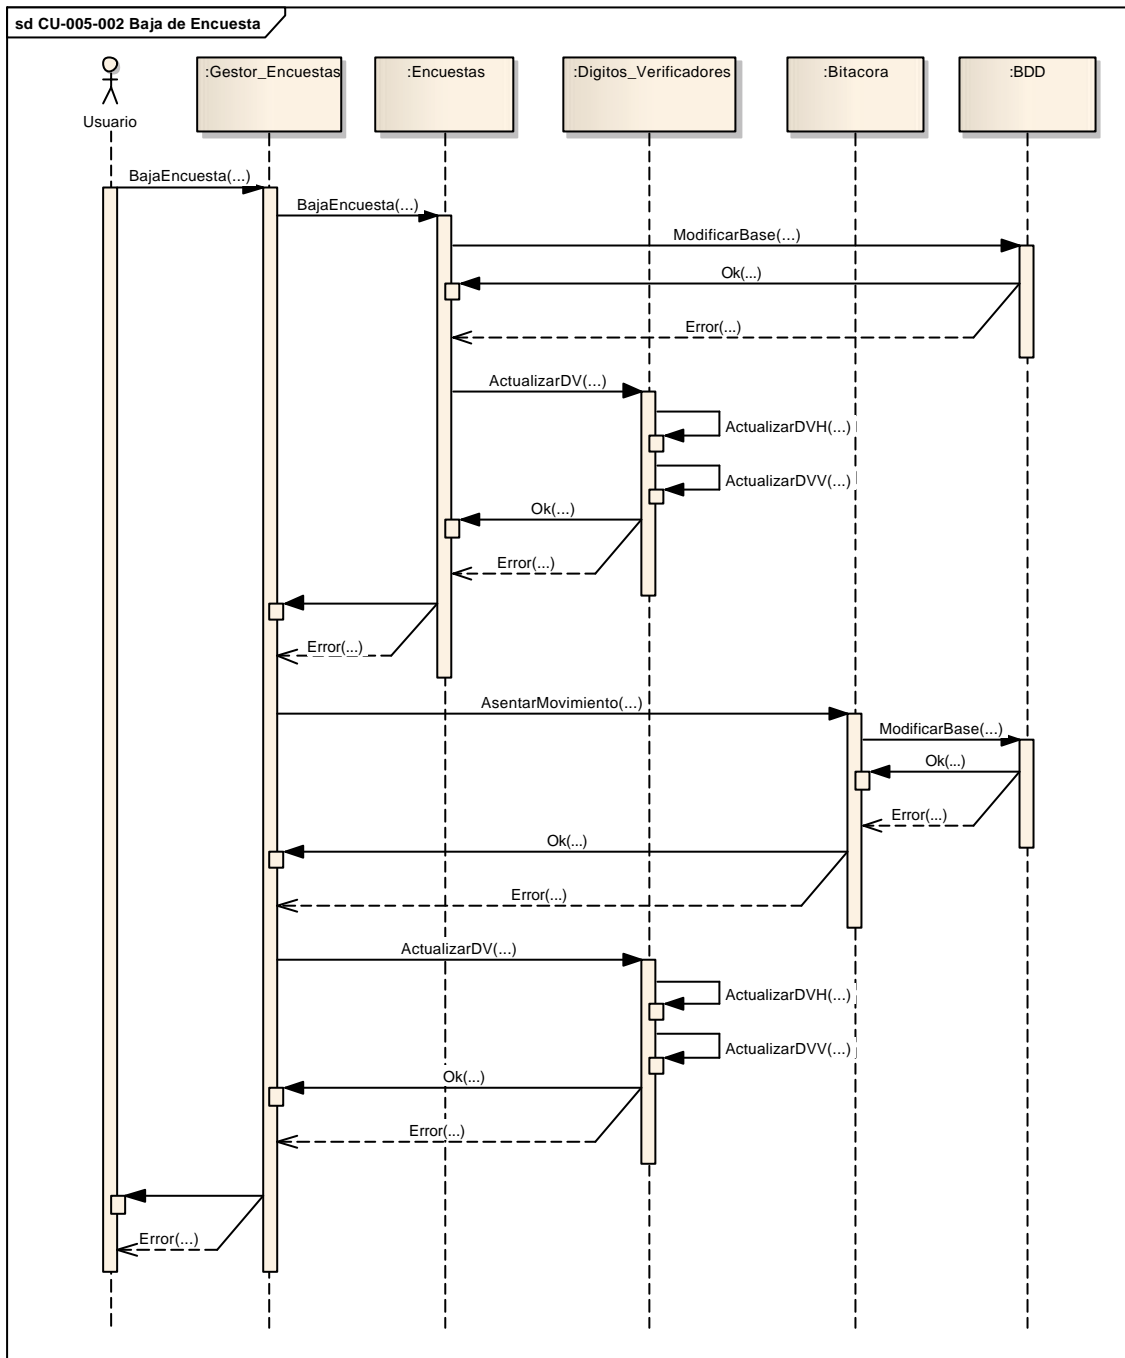 sd CU-005-002 Baja de Encuesta
:Gestor_Encuestas
:Encuestas
:Digitos_Verificadores
:Bitacora
:BDD
Usuario
BajaEncuesta(...)
BajaEncuesta(...)
ModificarBase(...)
Ok(...)
Error(...)
ActualizarDV(...)
ActualizarDVH(...)
ActualizarDVV(...)
Ok(...)
Error(...)
Error(...)
AsentarMovimiento(...)
ModificarBase(...)
Ok(...)
Error(...)
Ok(...)
Error(...)
ActualizarDV(...)
ActualizarDVH(...)
ActualizarDVV(...)
Ok(...)
Error(...)
Error(...)